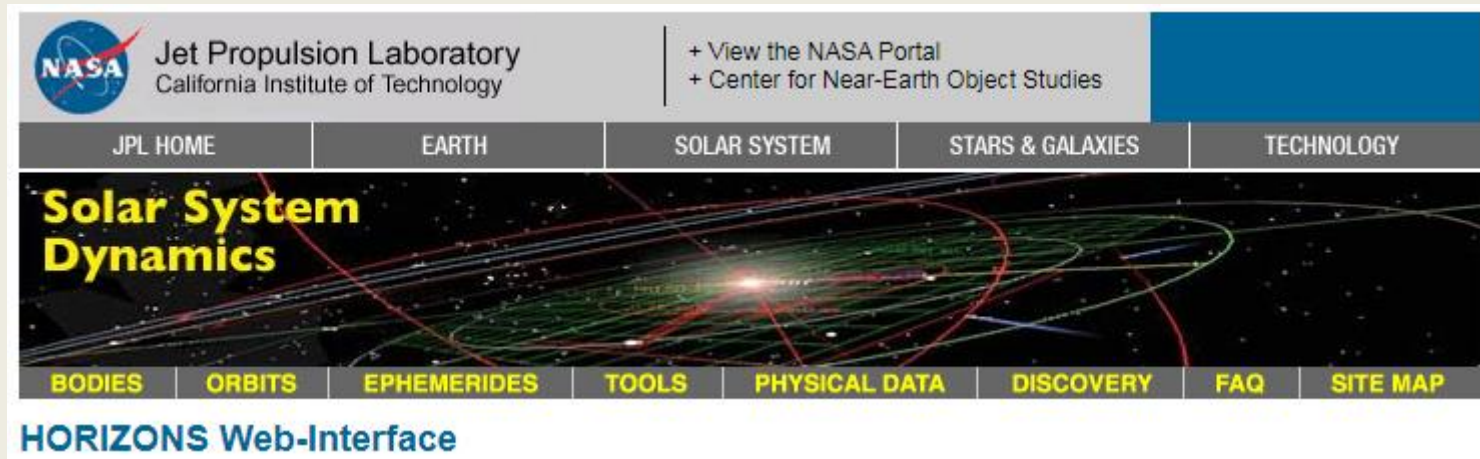 NASA
Jet Propulsion Laboratory
California Institute of Technology
+ View the NASA Portal
+ Center for Near-Earth Object Studies
JPL HOME EARTH SOLAR SYSTEM STARS & GALAXIES TECHNOLOGY
Solar System
Dynamics
BODIES ORBITS EPHEMERIDES TOOLS PHYSICAL DATA DISCOVERY FAQ SITE MAP
HORIZONS Web-Interface